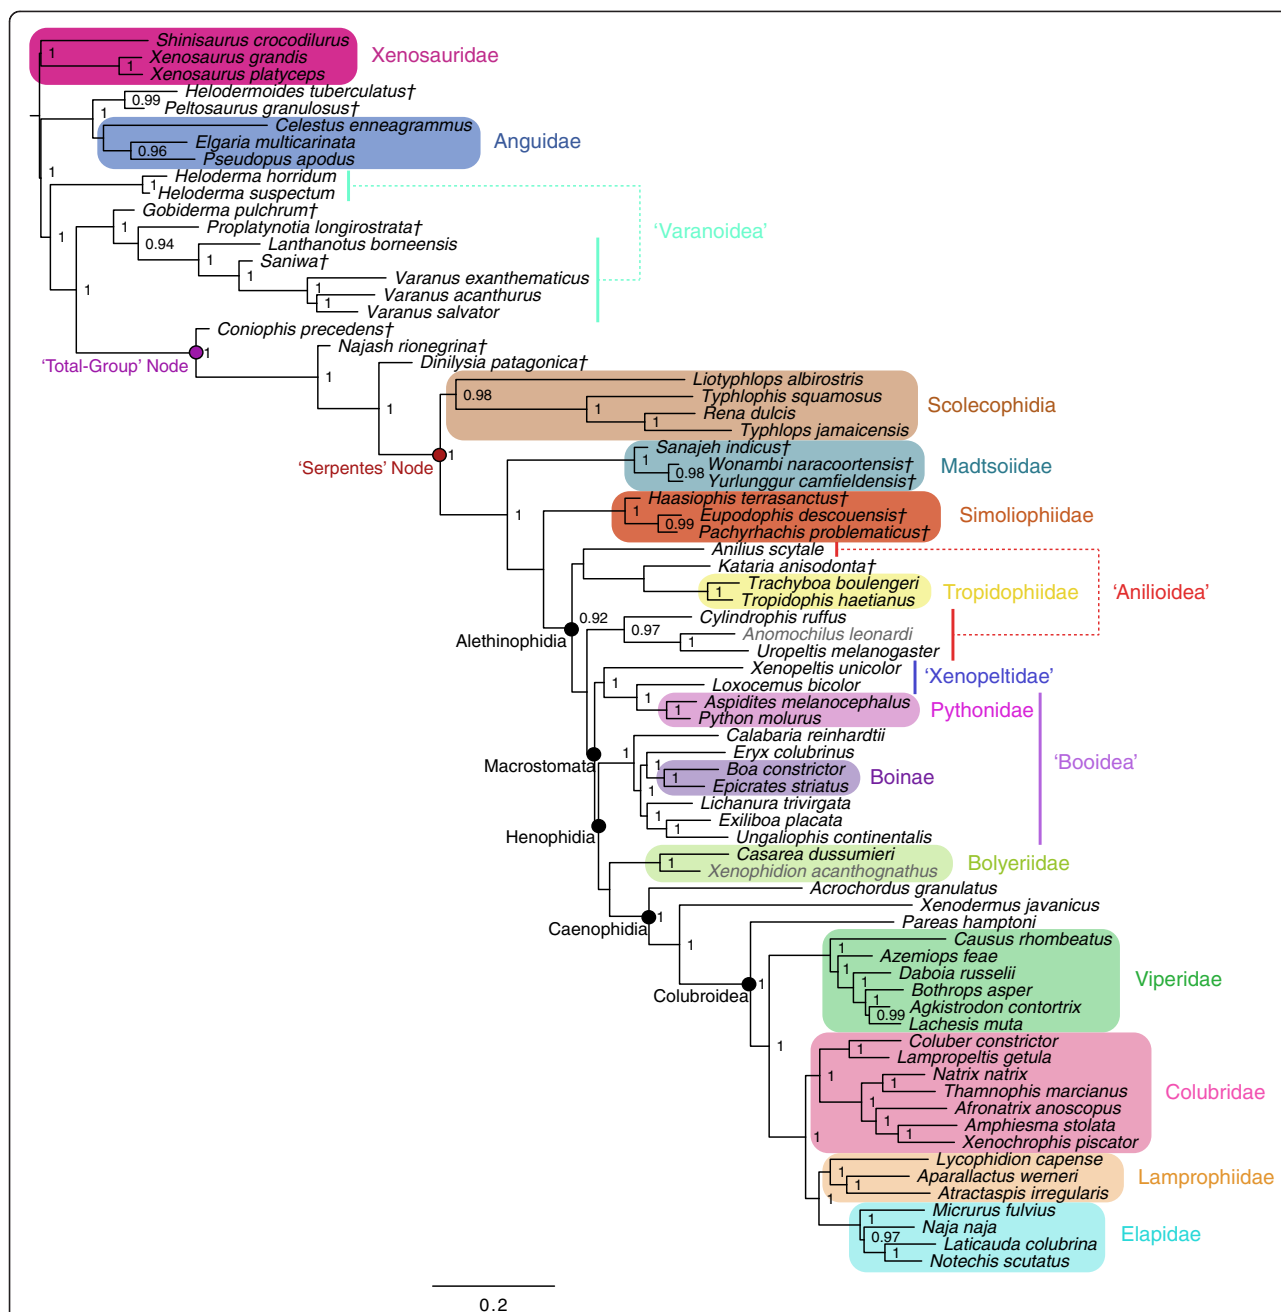 Shinisaurus crocodilurus
1
Xenosaurus grandis
Xenosauridae
1
Xenosaurus platyceps
Helodermoides tuberculatus†
0.99
Peltosaurus granulosus†
1
Celestus enneagrammus
Elgaria multicarinata
Anguidae
0.96
Pseudopus apodus
1
Heloderma horridum
1
Heloderma suspectum
Gobiderma pulchrum†
1
Proplatynotia longirostrata†
'Varanoidea'
1
0.94
Lanthanotus borneensis
1
Saniwa†
1
Varanus exanthematicus
1
1
Varanus acanthurus
1
Varanus salvator
Coniophis precedens†
Najash rionegrina†
1
'Total-Group' Node
Dinilysia patagonica†
1
Liotyphlops albirostris
0.98
Typhlophis squamosus
1
1
Rena dulcis
Scolecophidia
1
Typhlops jamaicensis
Sanajeh indicus†
1
'Serpentes' Node
1
Wonambi naracoortensis†
Madtsoiidae
0.98
Yurlunggur camfieldensis†
Haasiophis terrasanctus†
1
1
Eupodophis descouensis†
Simoliophiidae
0.99
Pachyrhachis problematicus†
Anilius scytale
Kataria anisodonta†
Trachyboa boulengeri
1
Tropidophiidae
'Anilioidea'
Tropidophis haetianus
0.92
Cylindrophis ruffus
0.97
Anomochilus leonardi
Alethinophidia
1
Uropeltis melanogaster
Xenopeltis unicolor
1
'Xenopeltidae'
Loxocemus bicolor
1
Aspidites melanocephalus
1
Pythonidae
Python molurus
Calabaria reinhardtii
1
Eryx colubrinus
'Booidea'
Macrostomata
1
Boa constrictor
1
Boinae
Epicrates striatus
1
Lichanura trivirgata
1
Exiliboa placata
1
Henophidia
Ungaliophis continentalis
Casarea dussumieri
1
Bolyeriidae
Xenophidion acanthognathus
Acrochordus granulatus
Xenodermus javanicus
1
Pareas hamptoni
Caenophidia
1
Causus rhombeatus
1
Azemiops feae
1
Daboia russelii
Viperidae
1
Colubroidea
Bothrops asper
1
1
Agkistrodon contortrix
0.99
Lachesis muta
Coluber constrictor
1
1
Lampropeltis getula
Natrix natrix
1
1
Thamnophis marcianus
Colubridae
1
Afronatrix anoscopus
1
Amphiesma stolata
1
1
Xenochrophis piscator
Lycophidion capense
1
Aparallactus werneri
Lamprophiidae
1
Atractaspis irregularis
1
Micrurus fulvius
1
Naja naja
Elapidae
0.97
Laticauda colubrina
1
Notechis scutatus
0.2